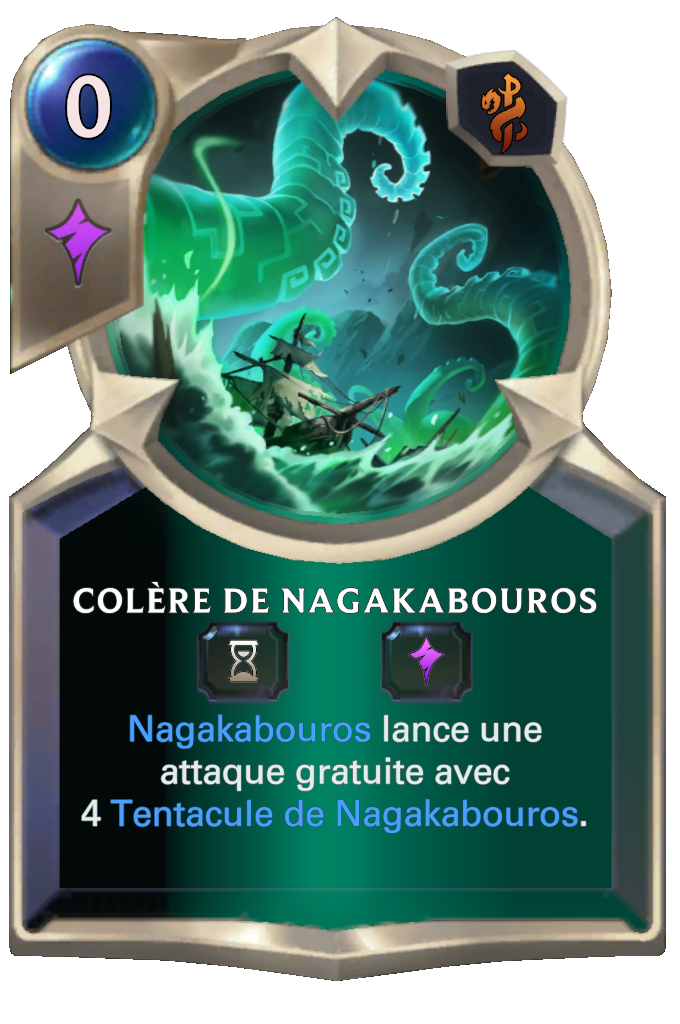 0
COLÈRE DE NAGAKABOUROS
Nagakabouros lance une
attaque gratuite avec
4 Tentacule de Nagakabouros.